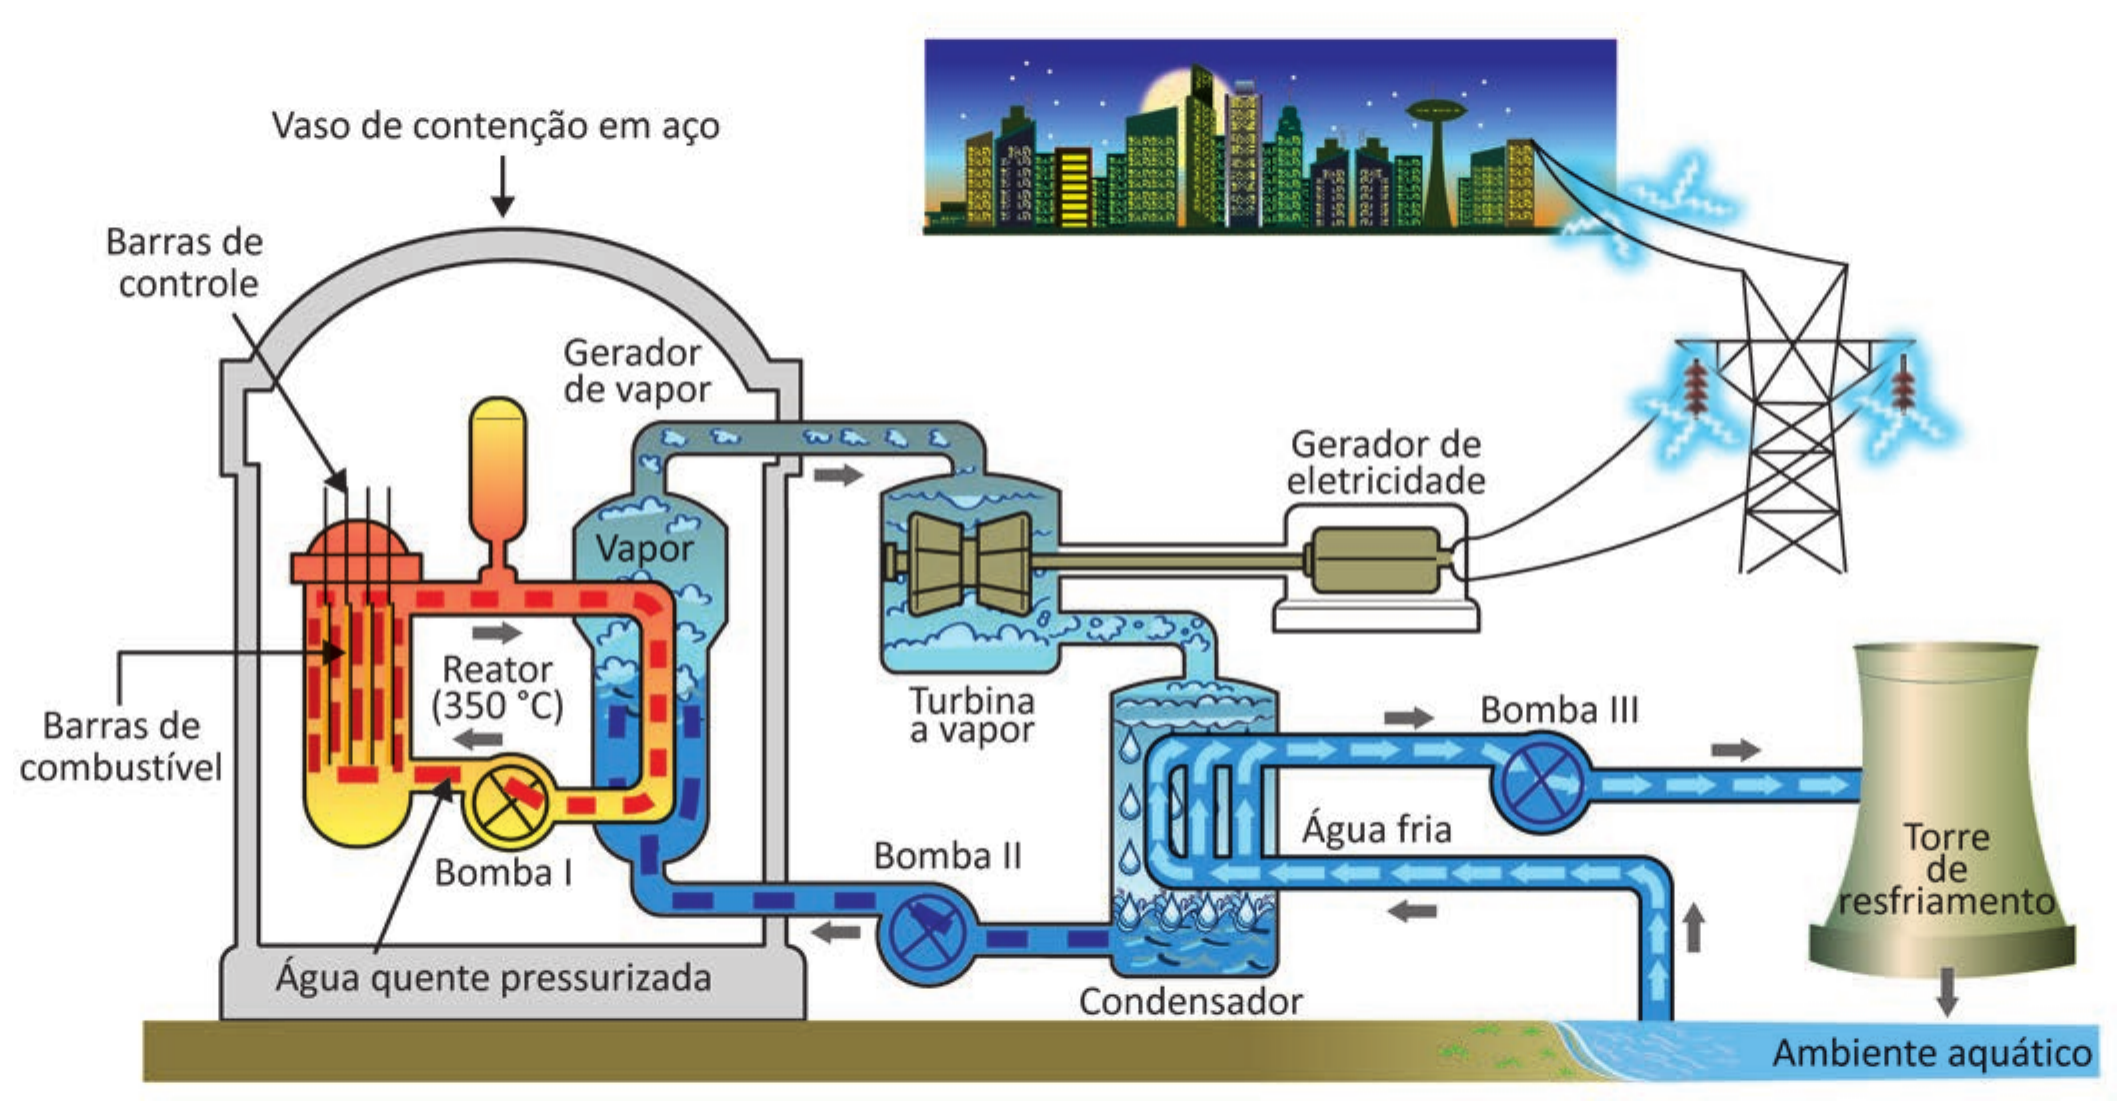 Vaso de contenção em aço
Barras de
controle
Gerador
de vapor
Vapor
Gerador de
eletricidade
Reator
(350 °C)
Barras de
combustível
Turbina
a vapor
Bomba III
Água fria
Torre
de
resfriamento
Bomba I
Bomba II
Água quente pressurizada
Condensador
Ambiente aquático